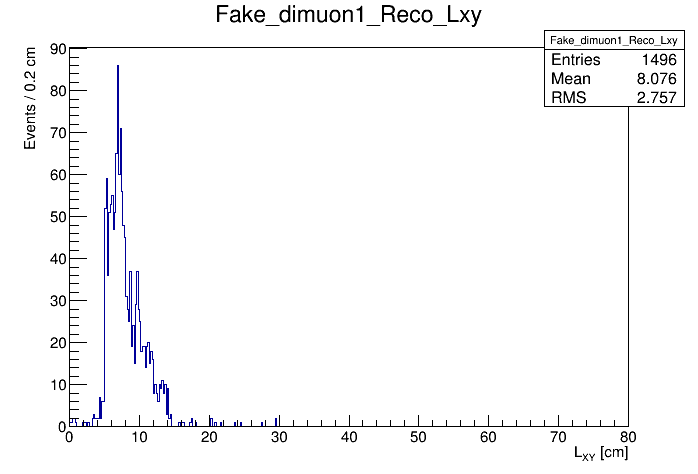 Fake_dimuon1_Reco_Lxy
Fake_dimuon1_Reco_Lxy
Entries 1496
Mean 8.076
RMS 2.757
Events / 0.2 cm
90
80
70
60
50
40
30
20
10
0
0 10 20 30 40 50 60 70 80
L_XY [cm]